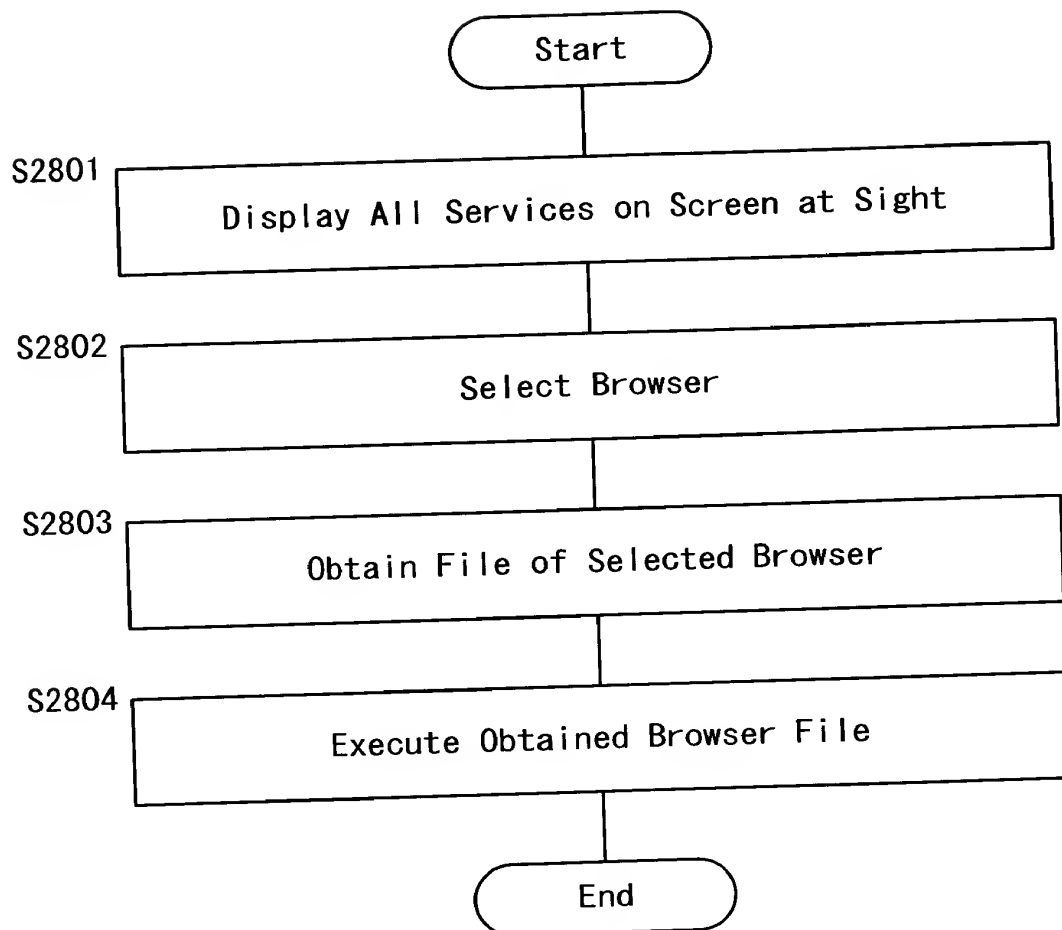 Start
S2801
Display All Services on Screen at Sight
S2802
Select Browser
S2803
Obtain File of Selected Browser
S2804
Execute Obtained Browser File
End